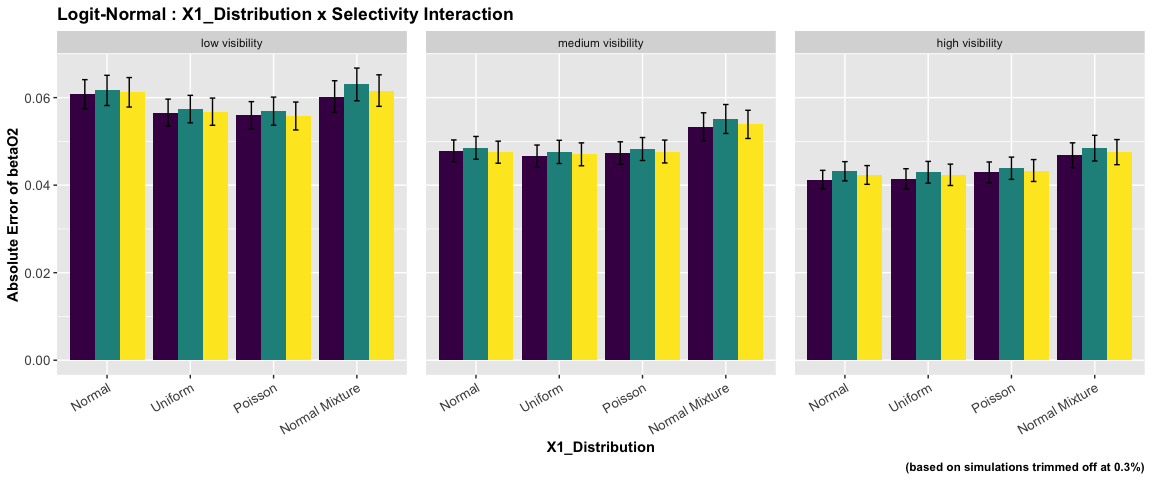 Logit-Normal : X1_Distribution x Selectivity Interaction
low visibility
medium visibility
high visibility
Absolute Error of betaO2
0.06
0.04
0.02
0.00
Normal
Uniform
Poisson
Normal Mixture
Normal
Uniform
Poisson
Normal Mixture
Normal
Uniform
Poisson
Normal Mixture
X1_Distribution
(based on simulations trimmed off at 0.3%)